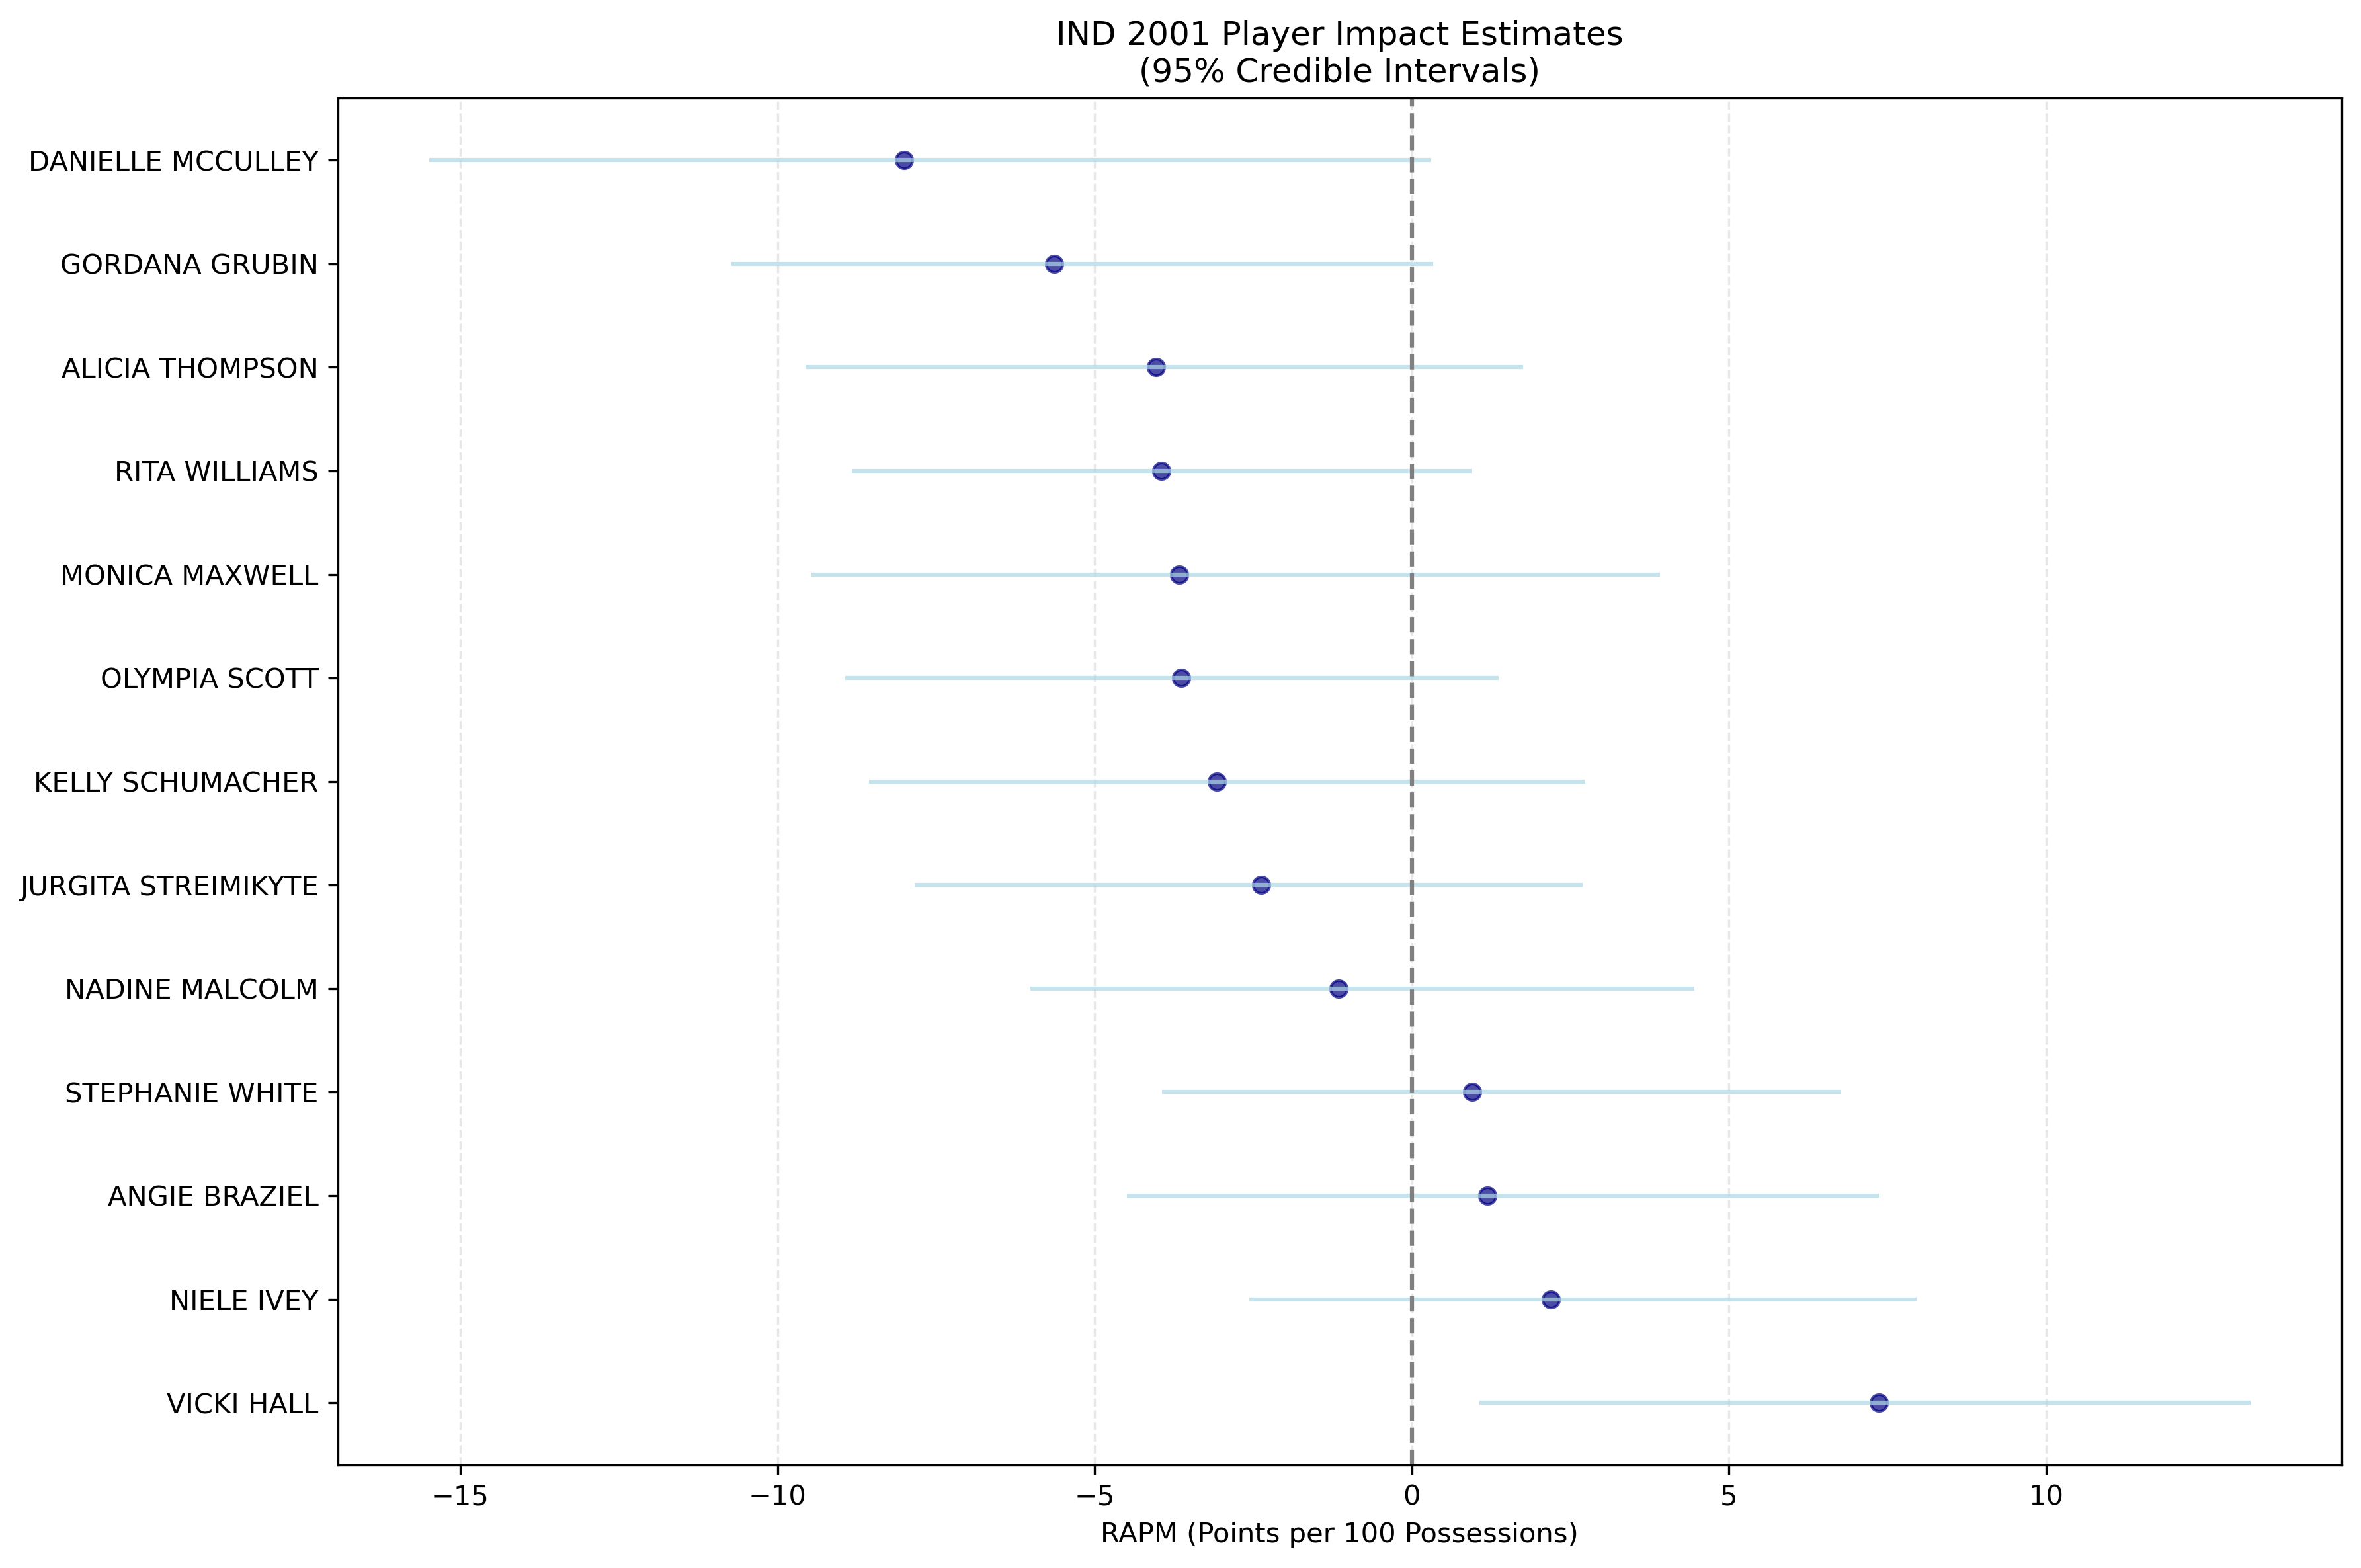 IND 2001 Player Impact Estimates
(95% Credible Intervals)
DANIELLE MCCULLEY
GORDANA GRUBIN
ALICIA THOMPSON
RITA WILLIAMS
MONICA MAXWELL
OLYMPIA SCOTT
KELLY SCHUMACHER
JURGITA STREIMIKYTE
NADINE MALCOLM
STEPHANIE WHITE
ANGIE BRAZIEL
NIELE IVEY
VICKI HALL
−15 −10 −5 0 5 10
RAPM (Points per 100 Possessions)